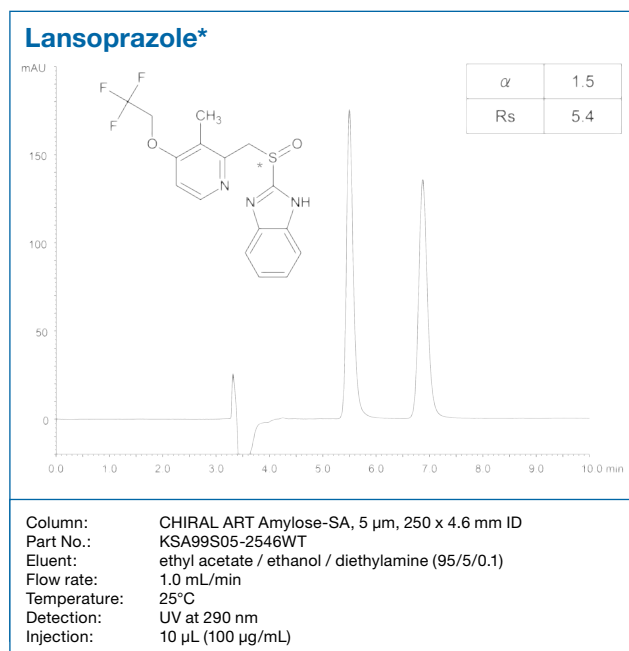 Lansoprazole*
mAU
α 1.5
Rs 5.4
F
F
F
CH3
O
O
S
*
N
N
NH
150
100
50
0
0.0 1.0 2.0 3.0 4.0 5.0 6.0 7.0 8.0 9.0 10.0 min
Column: CHIRAL ART Amylose-SA, 5 µm, 250 x 4.6 mm ID
Part No.: KSA99S05-2546WT
Eluent: ethyl acetate / ethanol / diethylamine (95/5/0.1)
Flow rate: 1.0 mL/min
Temperature: 25°C
Detection: UV at 290 nm
Injection: 10 µL (100 µg/mL)